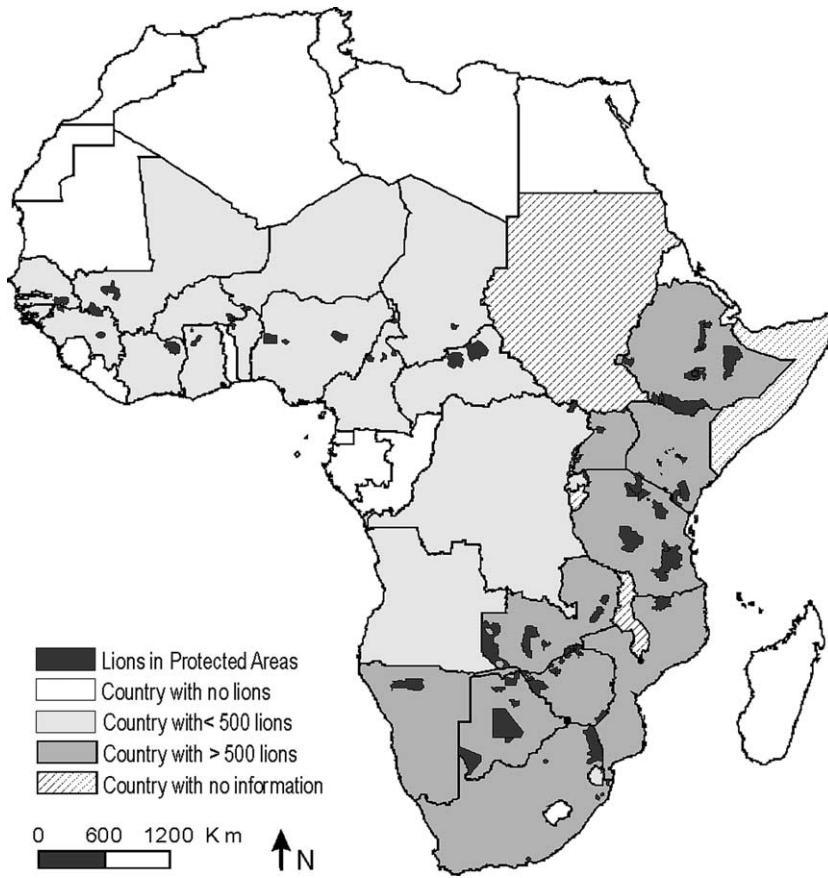 Lions in Protected Areas
Country with no lions
Country with< 500 lions
Country with > 500 lions
Country with no information
0 600 1200 K m
N